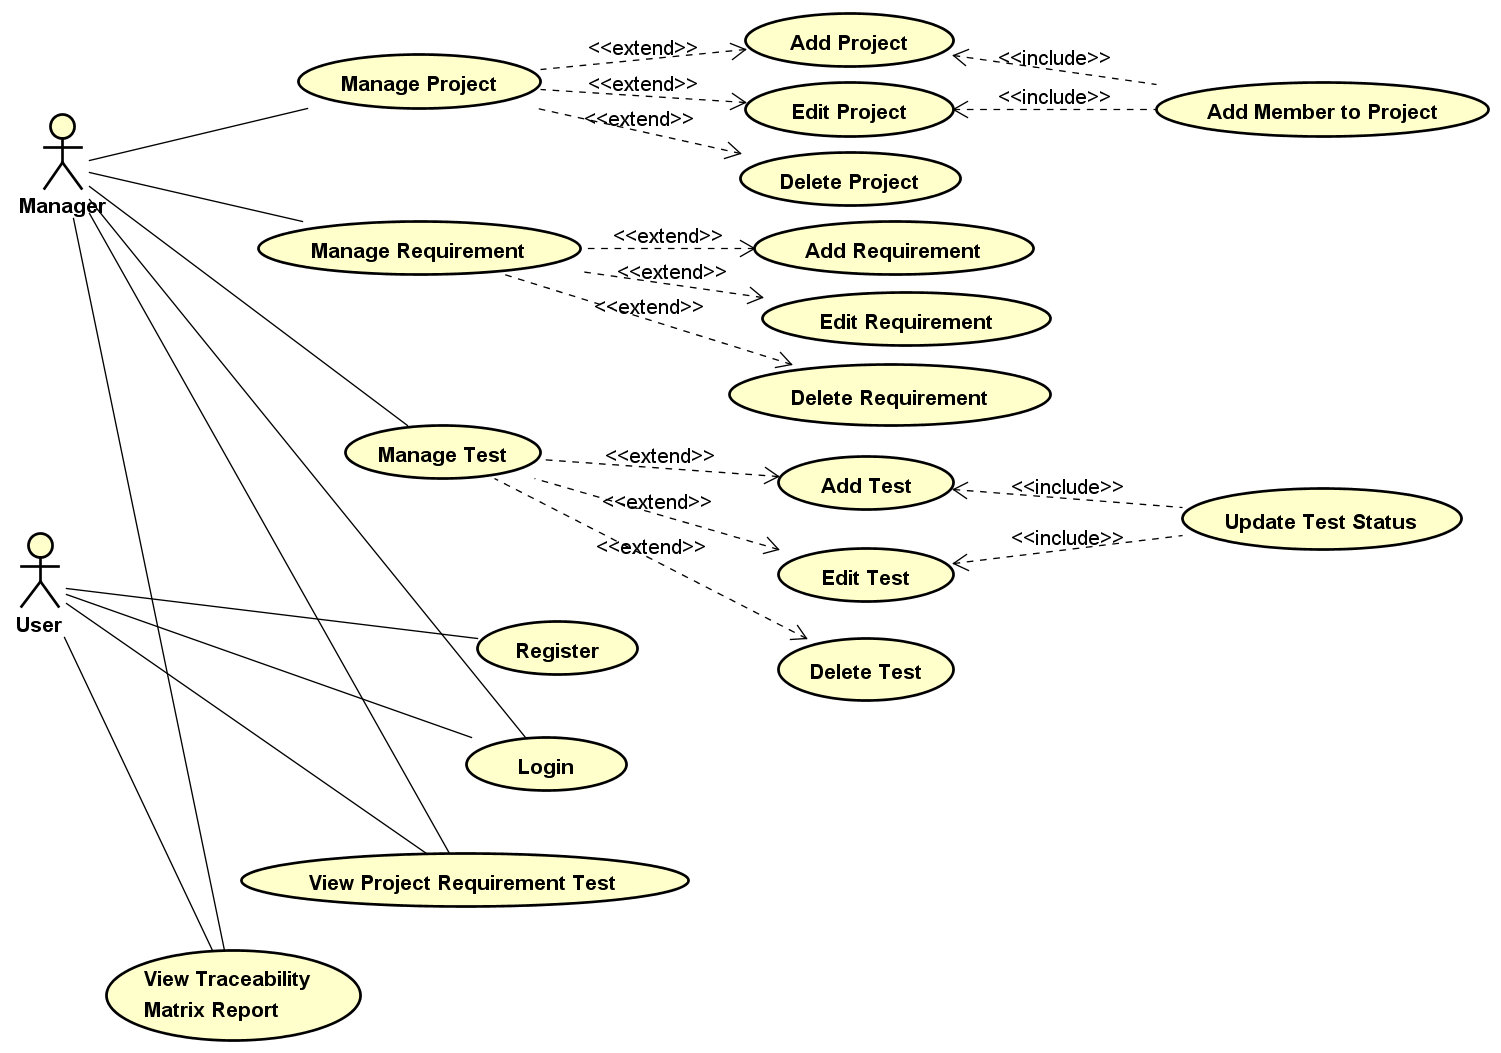 Add Project
<<extend>>
<<include>>
Manage Project
<<extend>>
Edit Project
<<include>>
Add Member to Project
<<extend>>
Delete Project
Manager
<<extend>>
Manage Requirement
Add Requirement
<<extend>>
<<extend>>
Edit Requirement
Delete Requirement
Manage Test
<<extend>>
Add Test
<<include>>
<<extend>>
Update Test Status
<<include>>
<<extend>>
Edit Test
User
Register
Delete Test
Login
View Project Requirement Test
View Traceability
Matrix Report